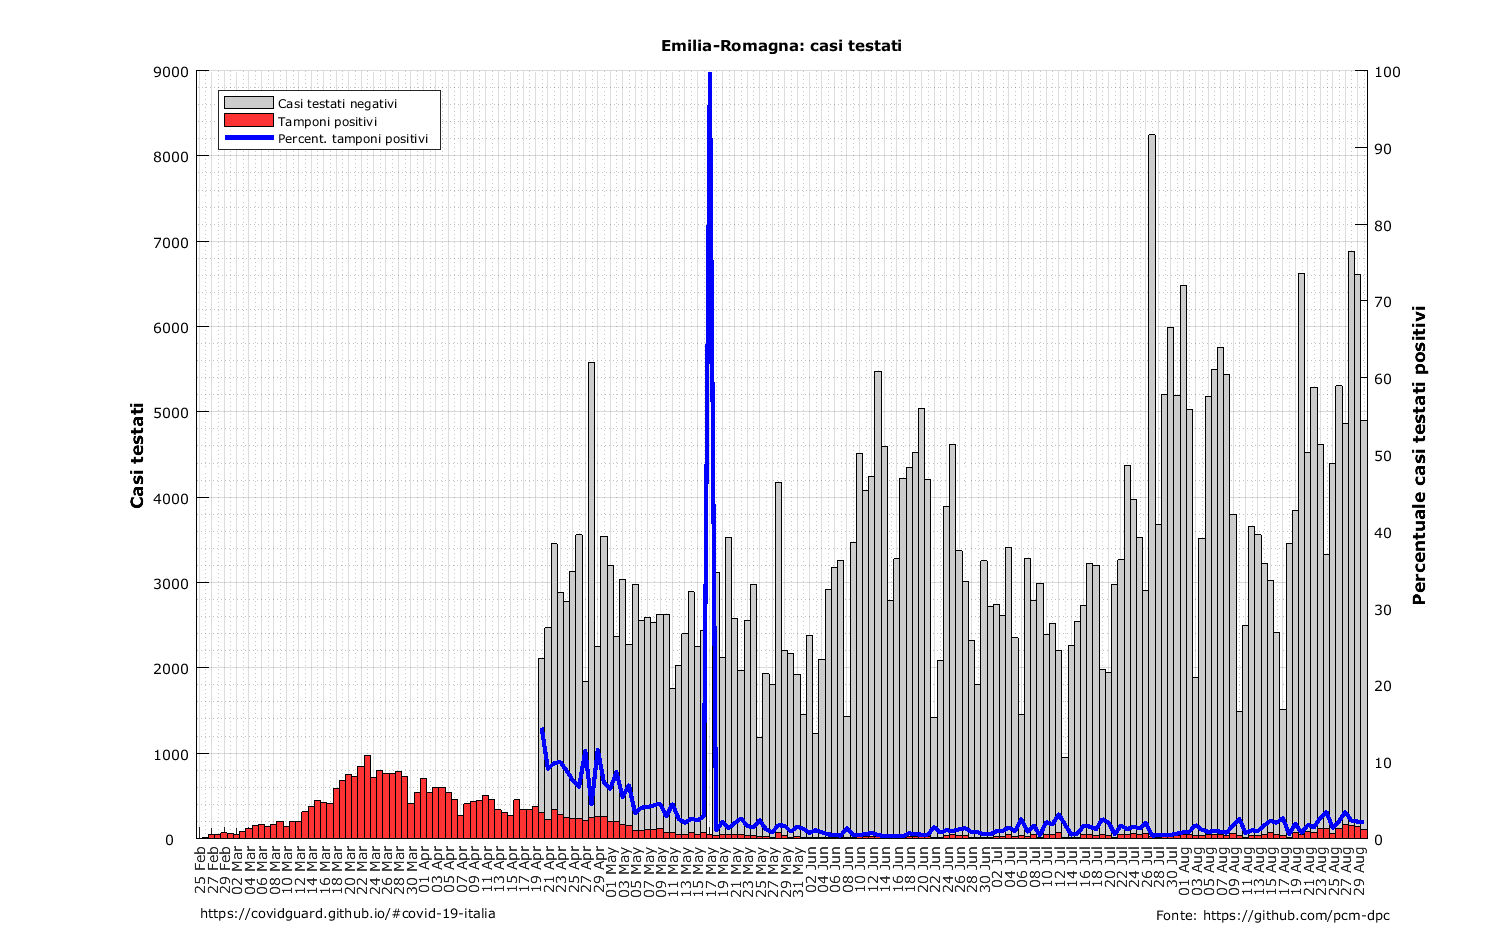 Emilia-Romagna: casi testati
Casi testati negativi
Tamponi positivi
Percent. tamponi positivi
9000
8000
7000
6000
5000
4000
3000
2000
1000
0
Casi testati
100
90
80
70
60
50
40
30
20
10
0
Percentuale casi testati positivi
25 Feb
27 Feb
29 Feb
02 Mar
04 Mar
06 Mar
08 Mar
10 Mar
12 Mar
14 Mar
16 Mar
18 Mar
20 Mar
22 Mar
24 Mar
26 Mar
28 Mar
30 Mar
01 Apr
03 Apr
05 Apr
07 Apr
09 Apr
11 Apr
13 Apr
15 Apr
17 Apr
19 Apr
21 Apr
23 Apr
25 Apr
27 Apr
29 Apr
01 May
03 May
05 May
07 May
09 May
11 May
13 May
15 May
17 May
19 May
21 May
23 May
25 May
27 May
29 May
31 May
02 Jun
04 Jun
06 Jun
08 Jun
10 Jun
12 Jun
14 Jun
16 Jun
18 Jun
20 Jun
22 Jun
24 Jun
26 Jun
28 Jun
30 Jun
02 Jul
04 Jul
06 Jul
08 Jul
10 Jul
12 Jul
14 Jul
16 Jul
18 Jul
20 Jul
22 Jul
24 Jul
26 Jul
28 Jul
30 Jul
01 Aug
03 Aug
05 Aug
07 Aug
09 Aug
11 Aug
13 Aug
15 Aug
17 Aug
19 Aug
21 Aug
23 Aug
25 Aug
27 Aug
29 Aug
https://covidguard.github.io/#covid-19-italia
Fonte: https://github.com/pcm-dpc